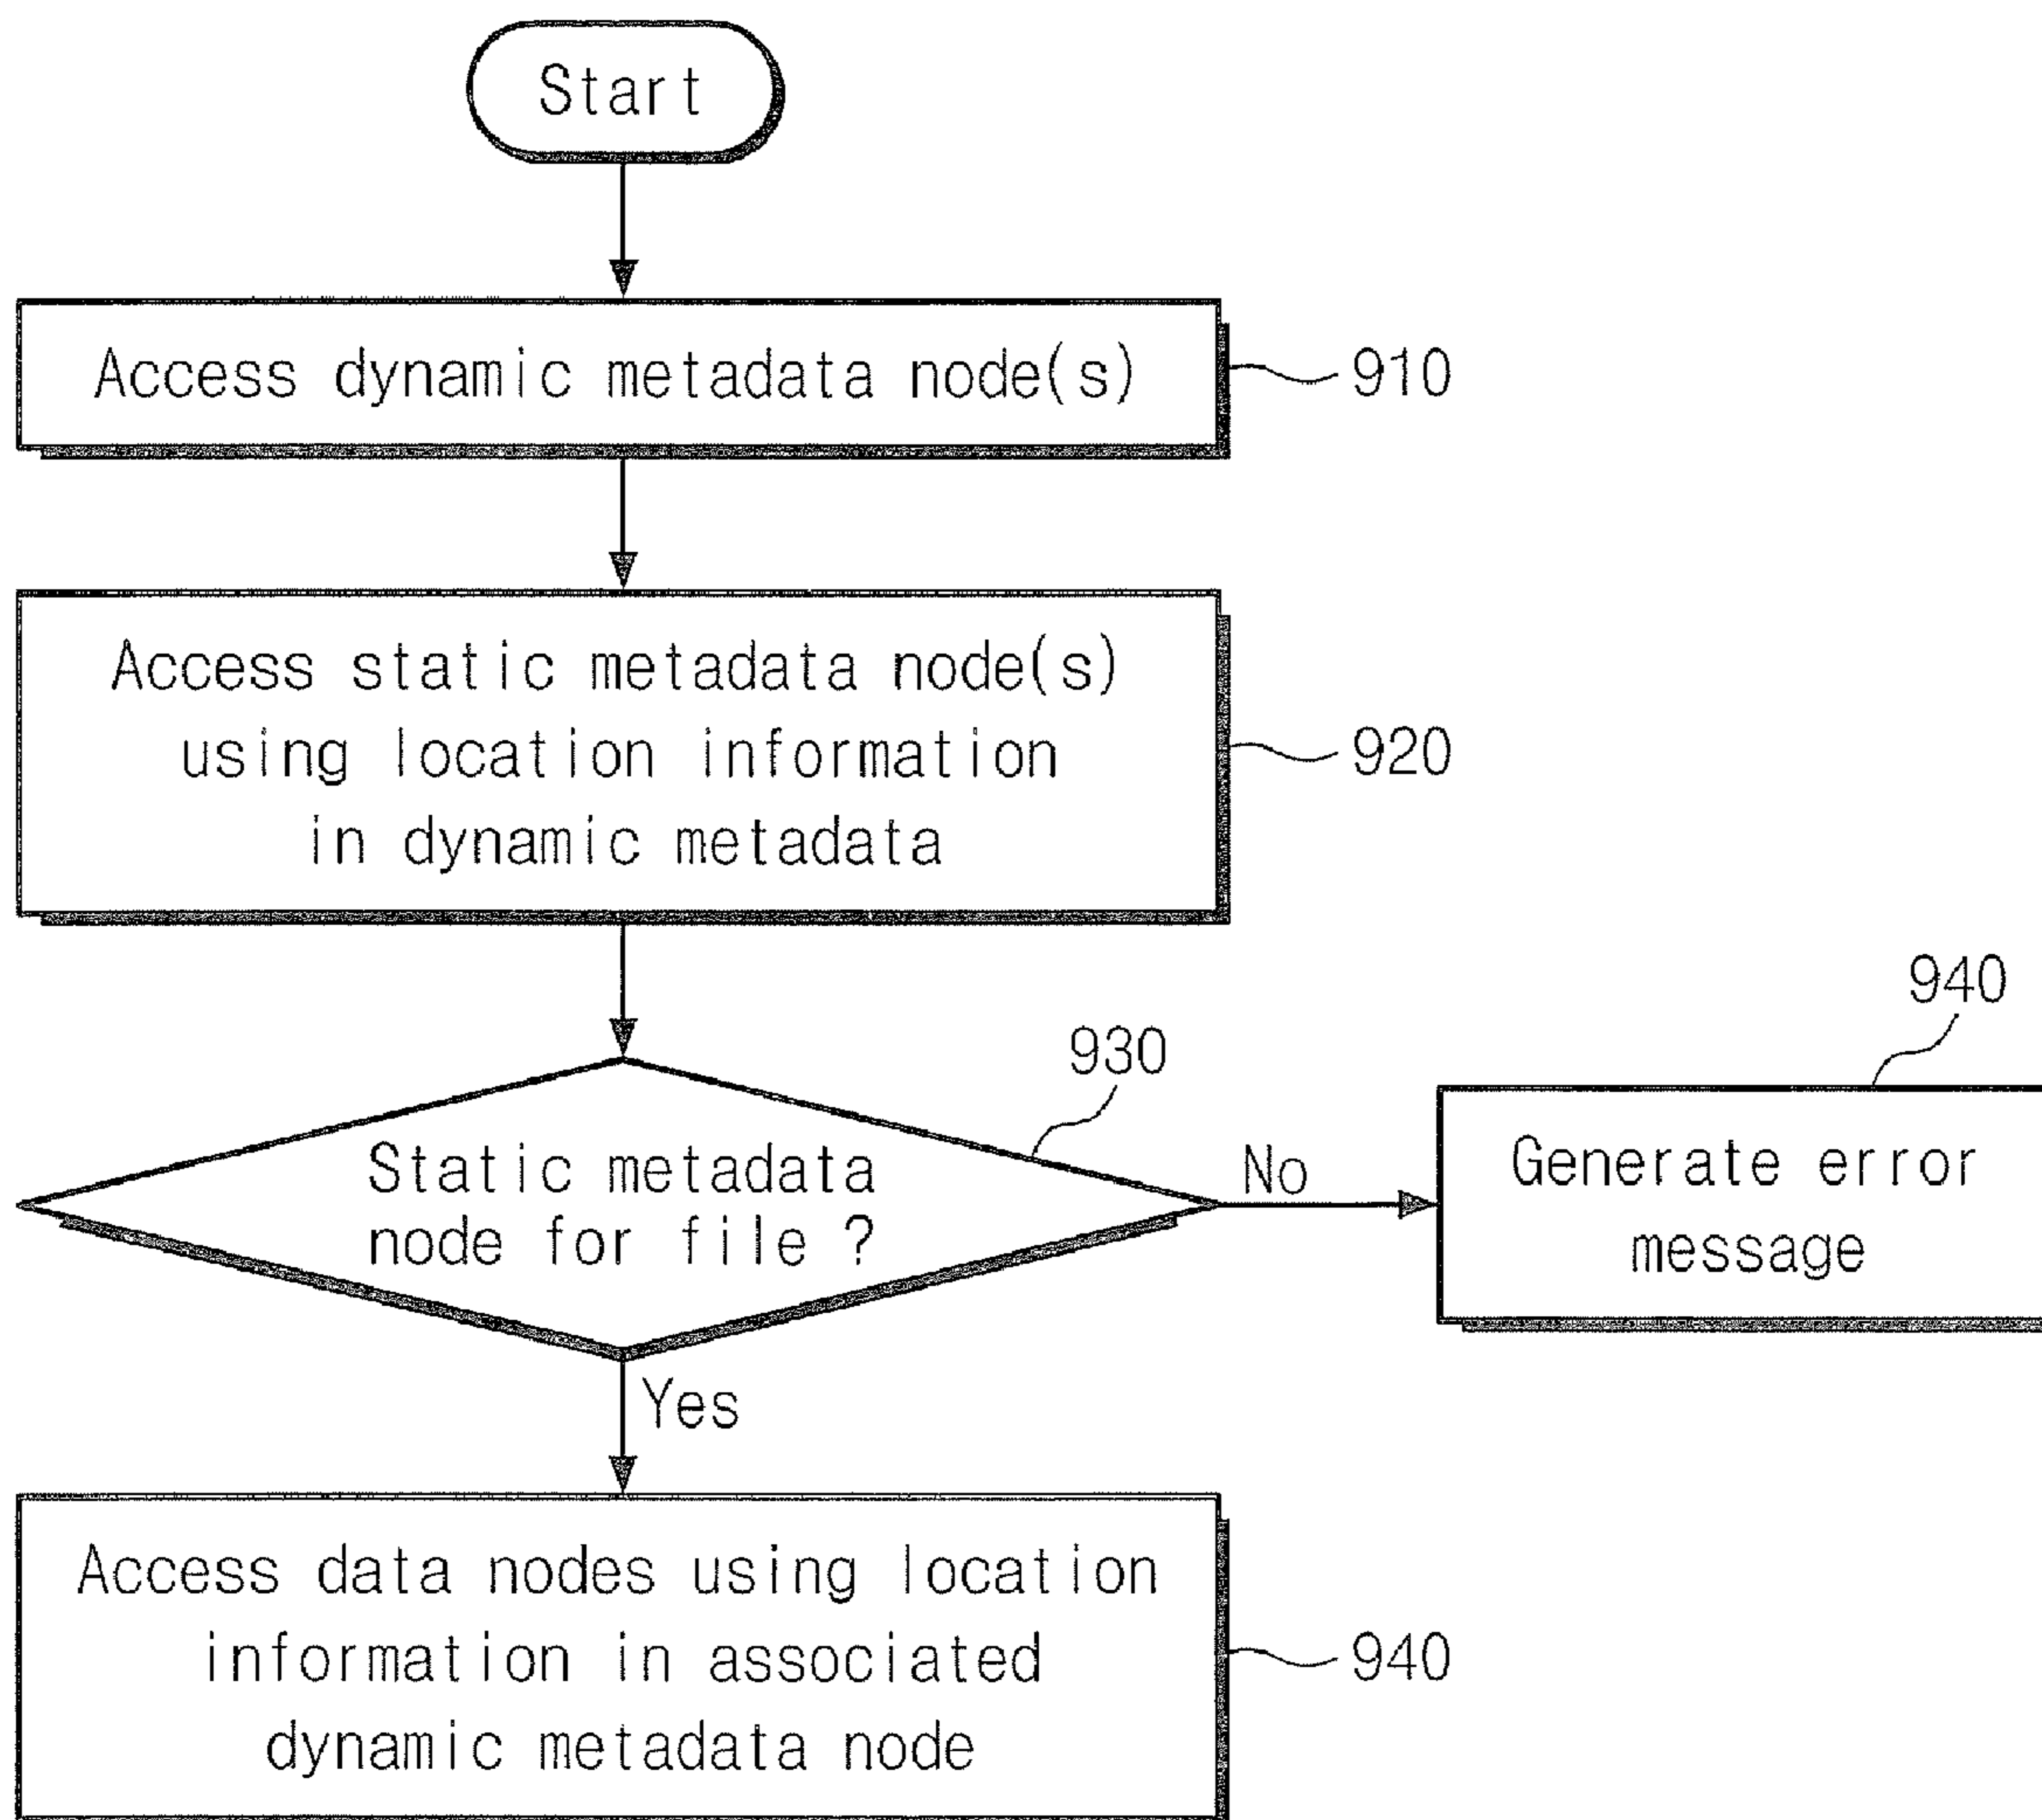 Start
Access dynamic metadata node(s)
910
Access static metadata node(s)
using location information
in dynamic metadata
920
930
Static metadata
node for file ?
No
940
Generate error
message
Yes
Access data nodes using location
information in associated
dynamic metadata node
940